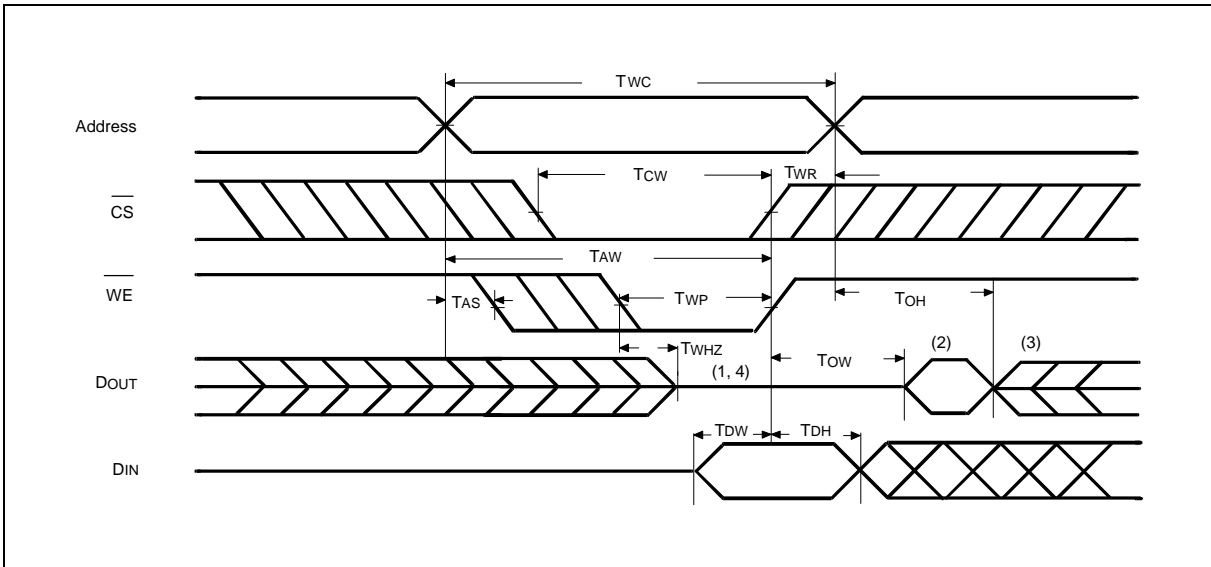 TWC
Address
TCW
TWR
CS
TAW
WE
TAS
TWP
TOH
TWHZ
(1, 4)
TOW
(2)
(3)
DOUT
TDW
TDH
DIN